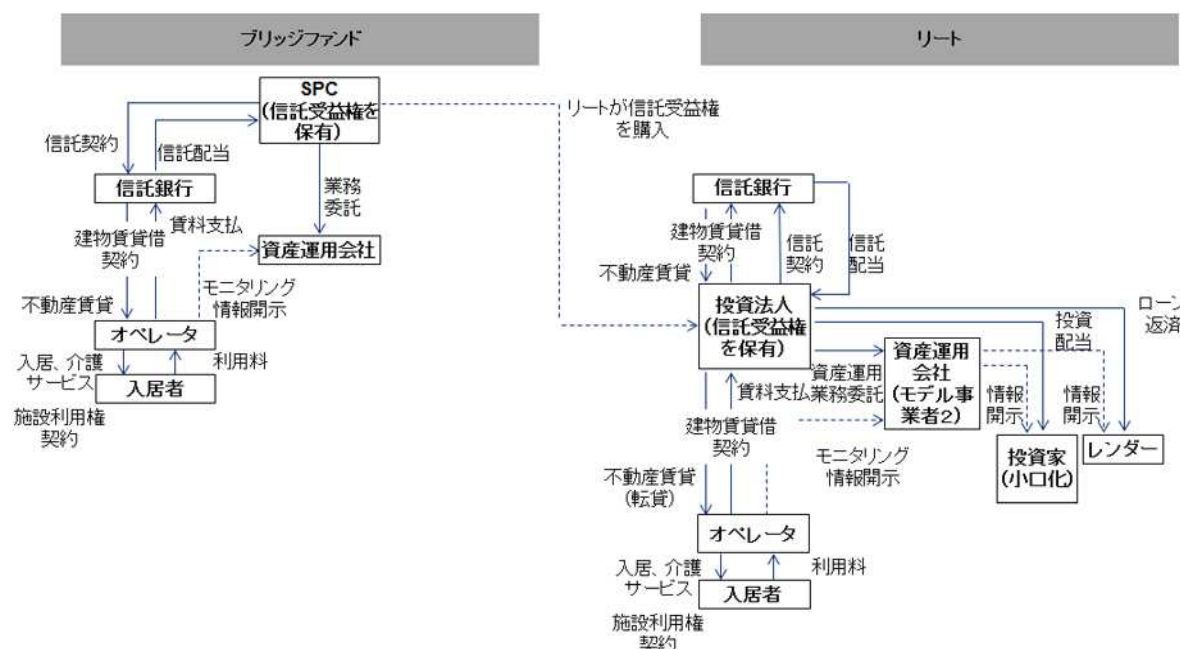 ブリッジファンド
SPC
(信託受益権を
保有)
信託契約
信託配当
信託銀行
業務
委託
賃料支払
建物賃貸借
契約
資産運用会社
不動産賃貸
モニタリング
情報開示
オペレータ
入居、介護
サービス
利用料
入居者
施設利用権
契約
リート
リートが信託受益権
を購入
信託銀行
建物賃貸借
契約
信託
契約
信託
配当
不動産賃貸
投資法人
(信託受益権
を保有)
ローン
返済
投資
配当
資産運用
会社
(モデル事
業者2)
賃料支払
資産運用
業務委託
情報
開示
情報
開示
建物賃貸借
契約
モニタリング
情報開示
投資家
(小口化)
レンダー
不動産賃貸
(転貸)
オペレータ
入居、介護
サービス
利用料
入居者
施設利用権
契約